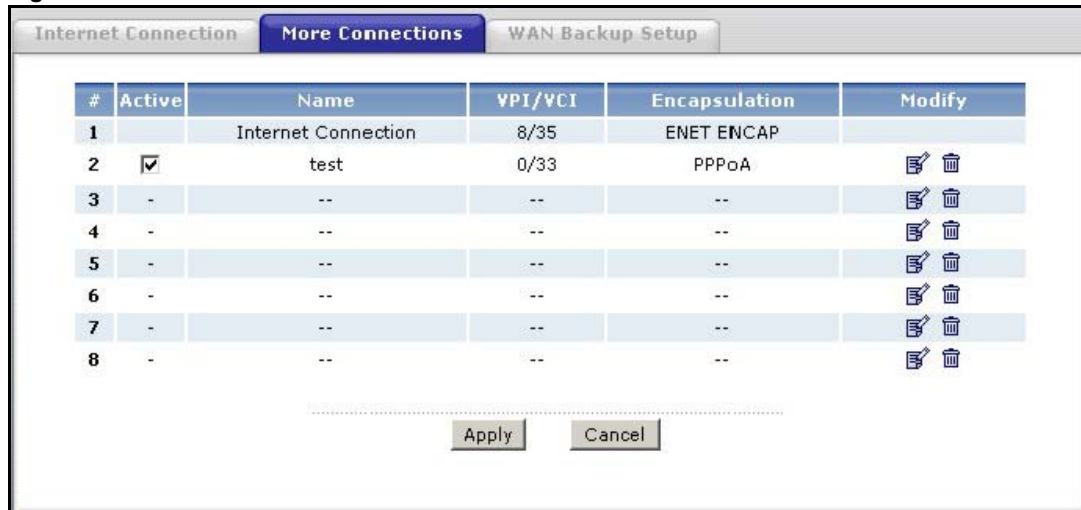 Internet Connection More Connections WAN Backup Setup
# Active Name VPI/VCI Encapsulation Modify
1 Internet Connection 8/35 ENET ENCAP
2 test 0/33 PPPoA
3 - -- -- --
4 - -- -- --
5 - -- -- --
6 - -- -- --
7 - -- -- --
8 - -- -- --
Apply Cancel